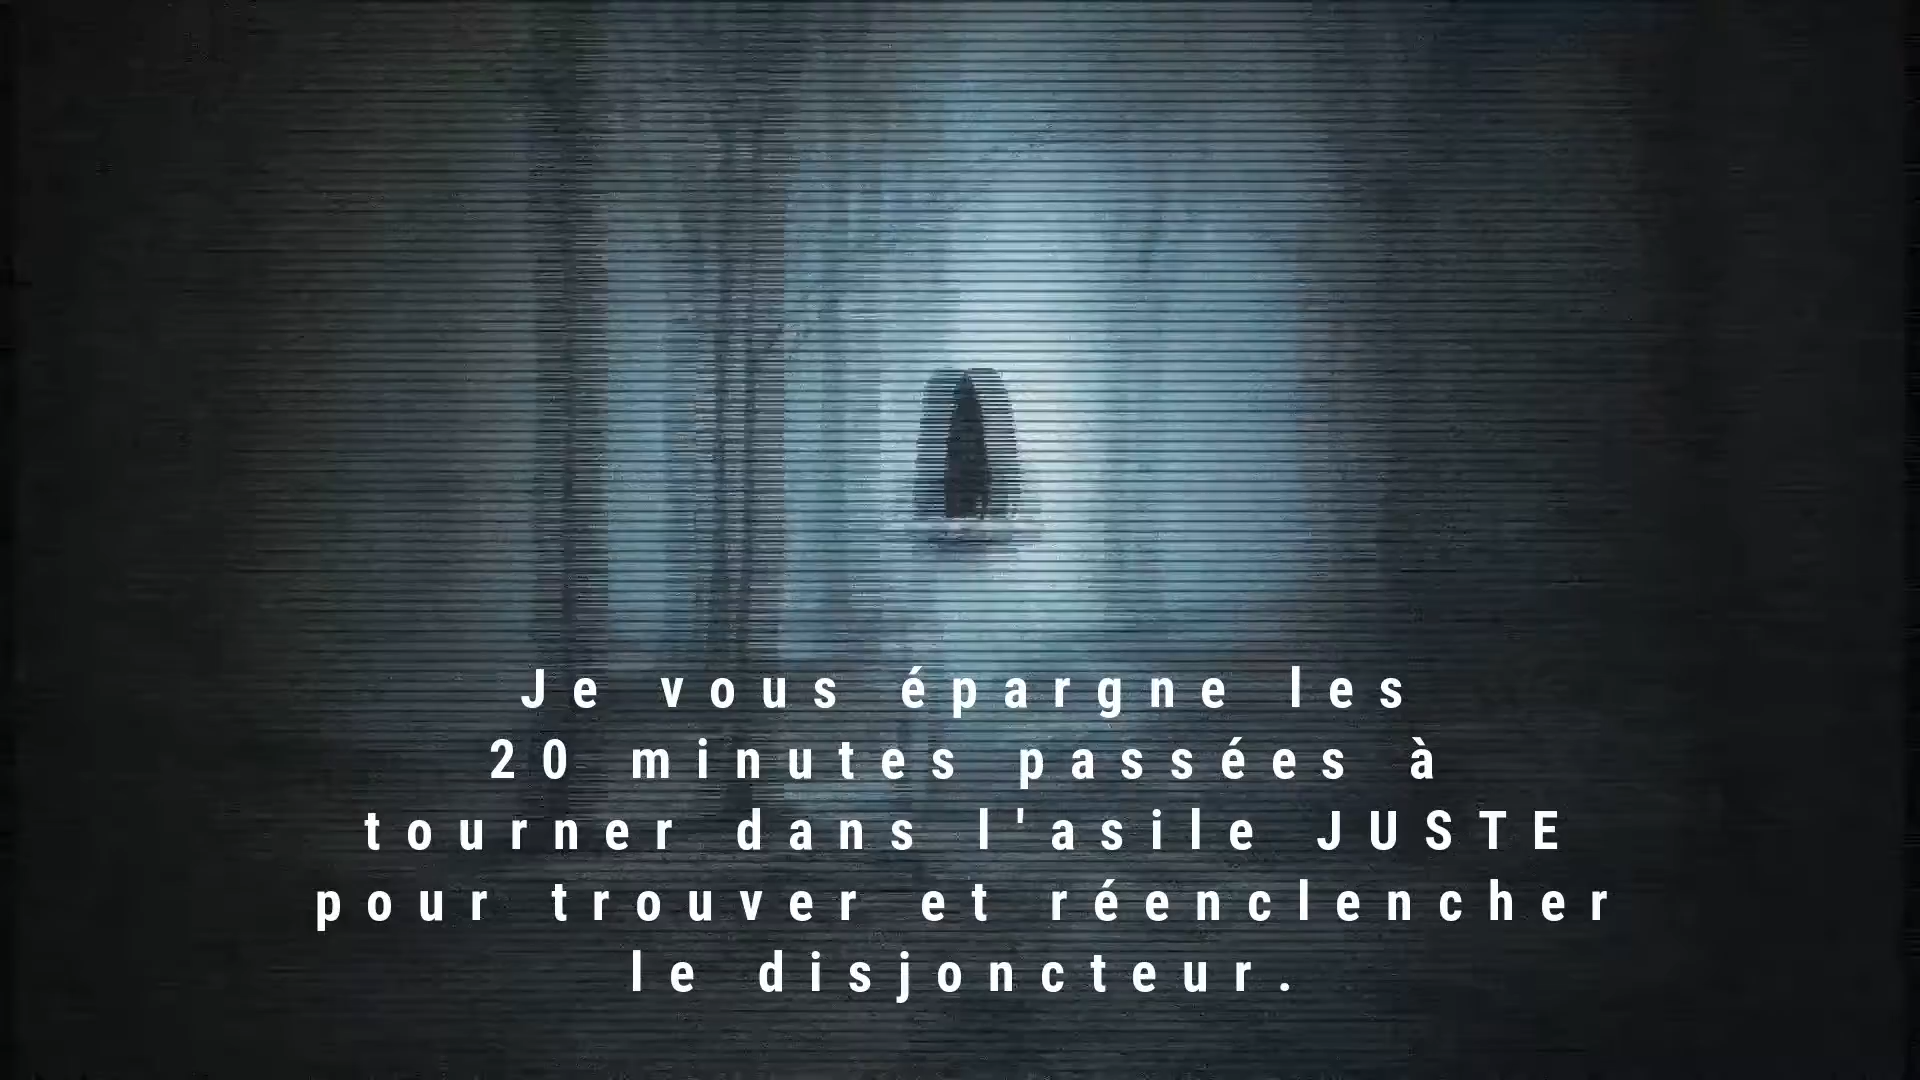 Je vous épargne les
20 minutes passées à
tourner dans l'asile JUSTE
pour trouver et réenclencher
le disjoncteur.